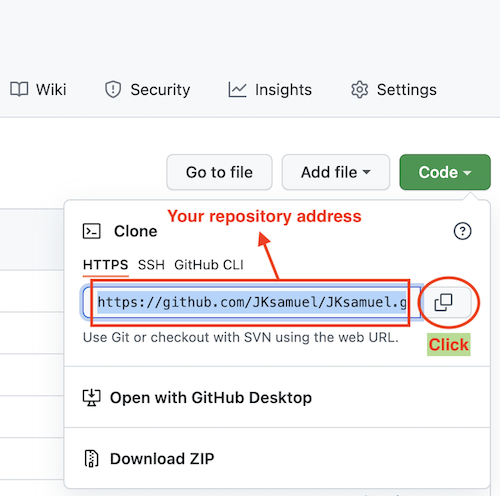 Wiki Security Insights Settings
Go to file Add file Code
Your repository address
Clone
HTTPS SSH GitHub CLI
https://github.com/JKsamuel/JKsamuel.g
Use Git or checkout with SVN using the web URL.
Click
Open with GitHub Desktop
Download ZIP